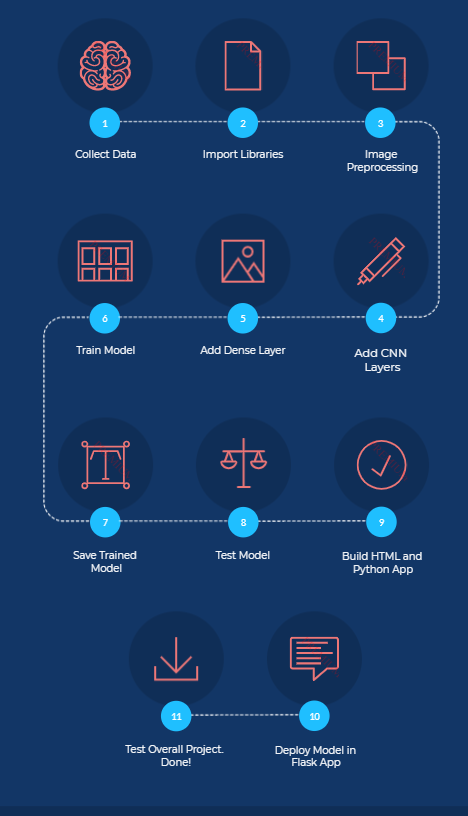 1
2
3
Collect Data
Import Libraries
Image
Preprocessing
6
5
4
Train Model
Add Dense Layer
Add CNN
Layers
7
8
9
Save Trained
Model
Test Model
Build HTML and
Python App
11
10
Test Overall Project.
Done!
Deploy Model in
Flask App